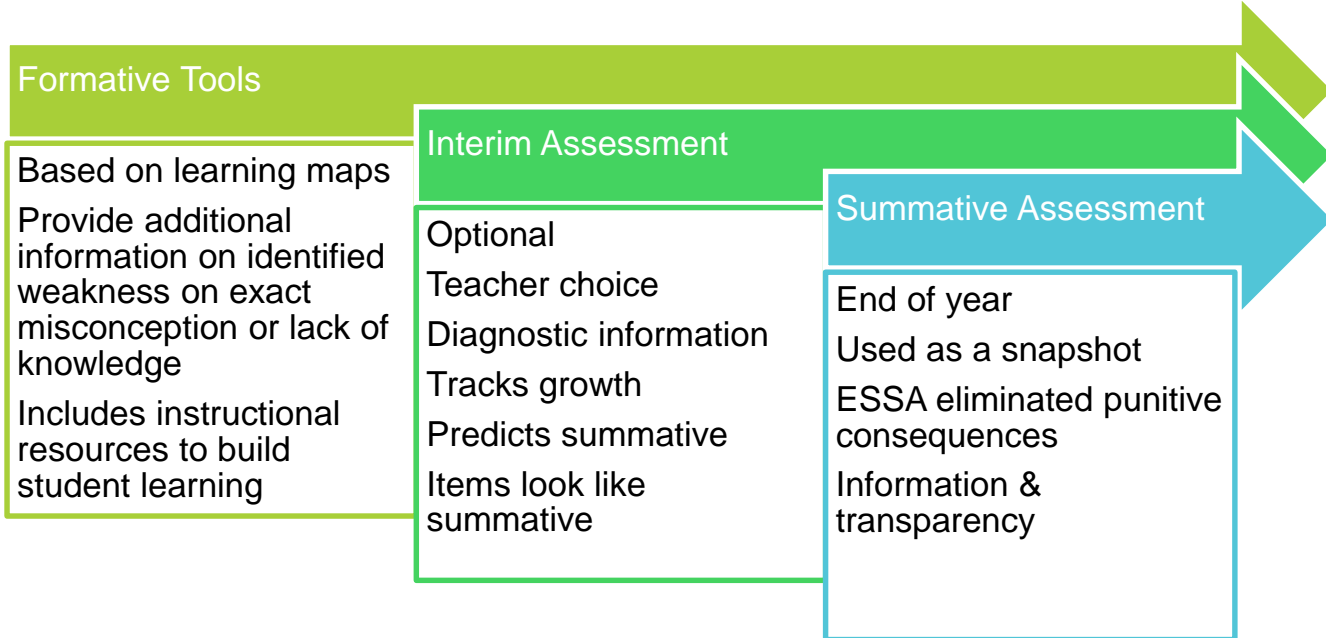 Formative Tools
Based on learning maps
Provide additional
information on identified
weakness on exact
misconception or lack of
knowledge
Includes instructional
resources to build
student learning
Interim Assessment
Optional
Teacher choice
Diagnostic information
Tracks growth
Predicts summative
Items look like
summative
Summative Assessment
End of year
Used as a snapshot
ESSA eliminated punitive
consequences
Information &
transparency